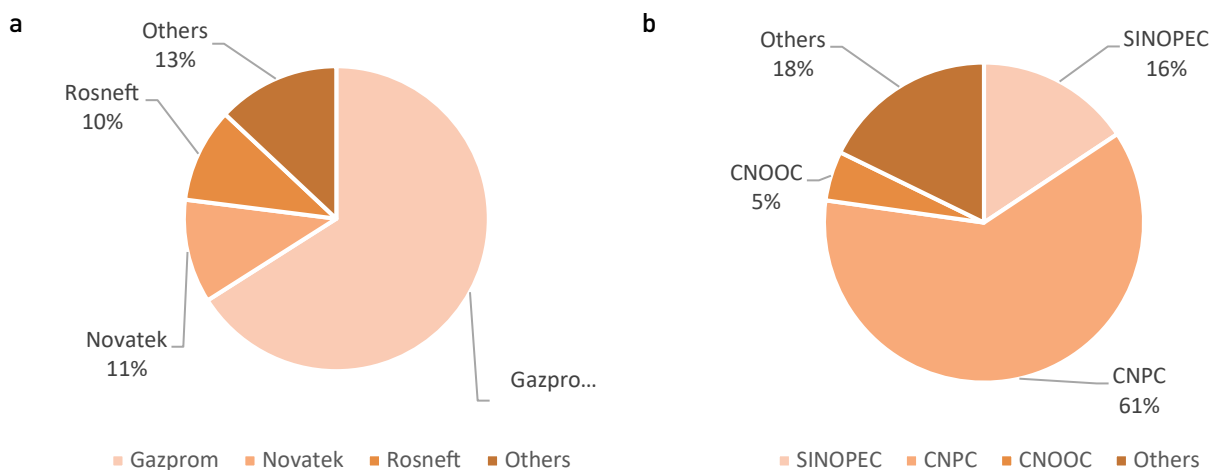 a
Others
13%
Rosneft
10%
Novatek
11%
Gazpro...
Gazprom Novatek Rosneft Others
b
Others
18%
SINOPEC
16%
CNOOC
5%
CNPC
61%
SINOPEC CNPC CNOOC Others